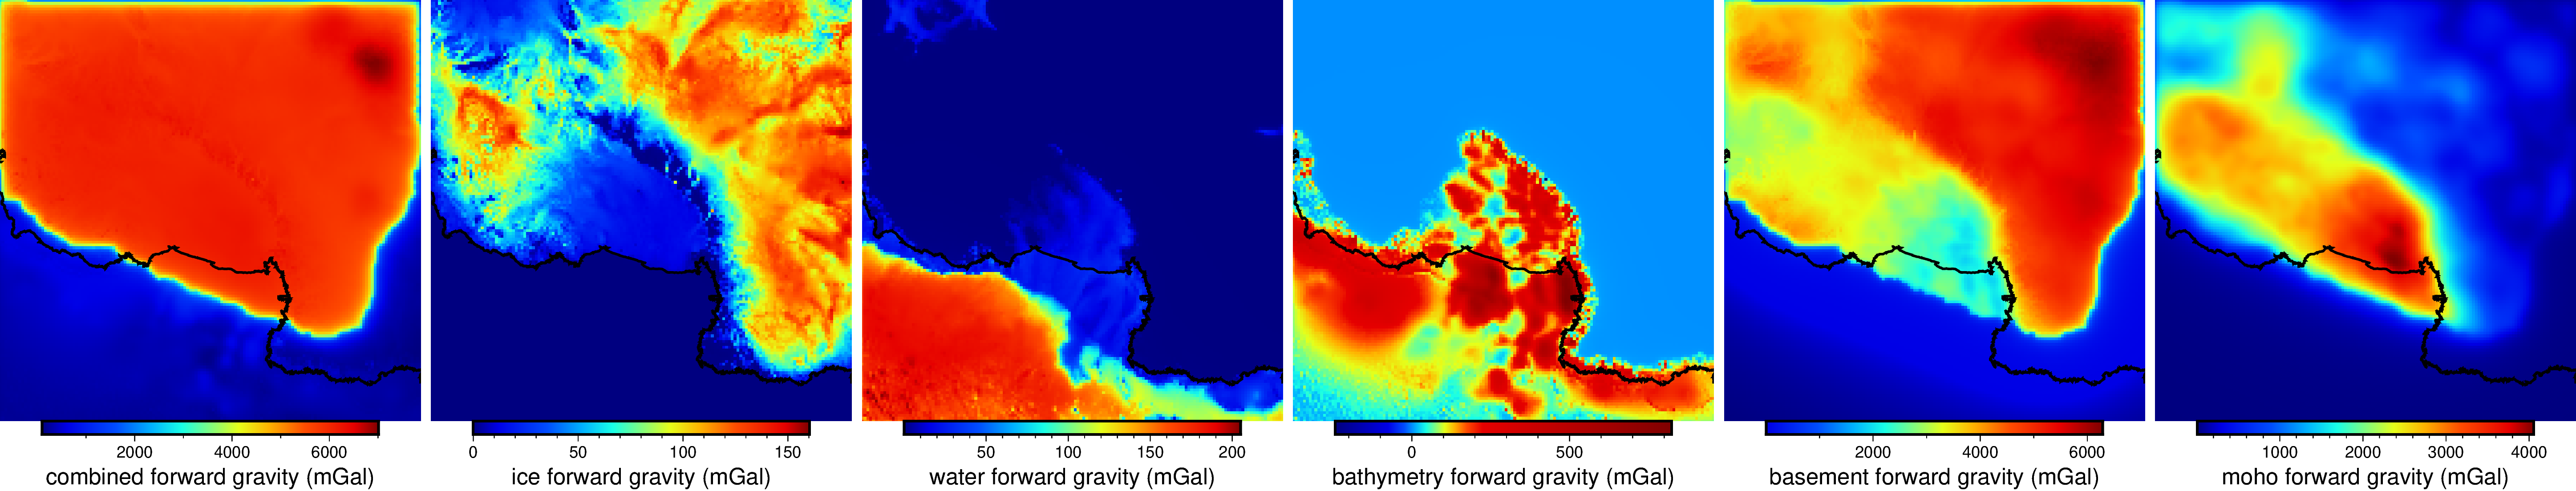 2000 4000 6000
combined forward gravity (mGal)
0 50 100 150
ice forward gravity (mGal)
50 100 150 200
water forward gravity (mGal)
0 500
bathymetry forward gravity (mGal)
2000 4000 6000
basement forward gravity (mGal)
1000 2000 3000 4000
moho forward gravity (mGal)